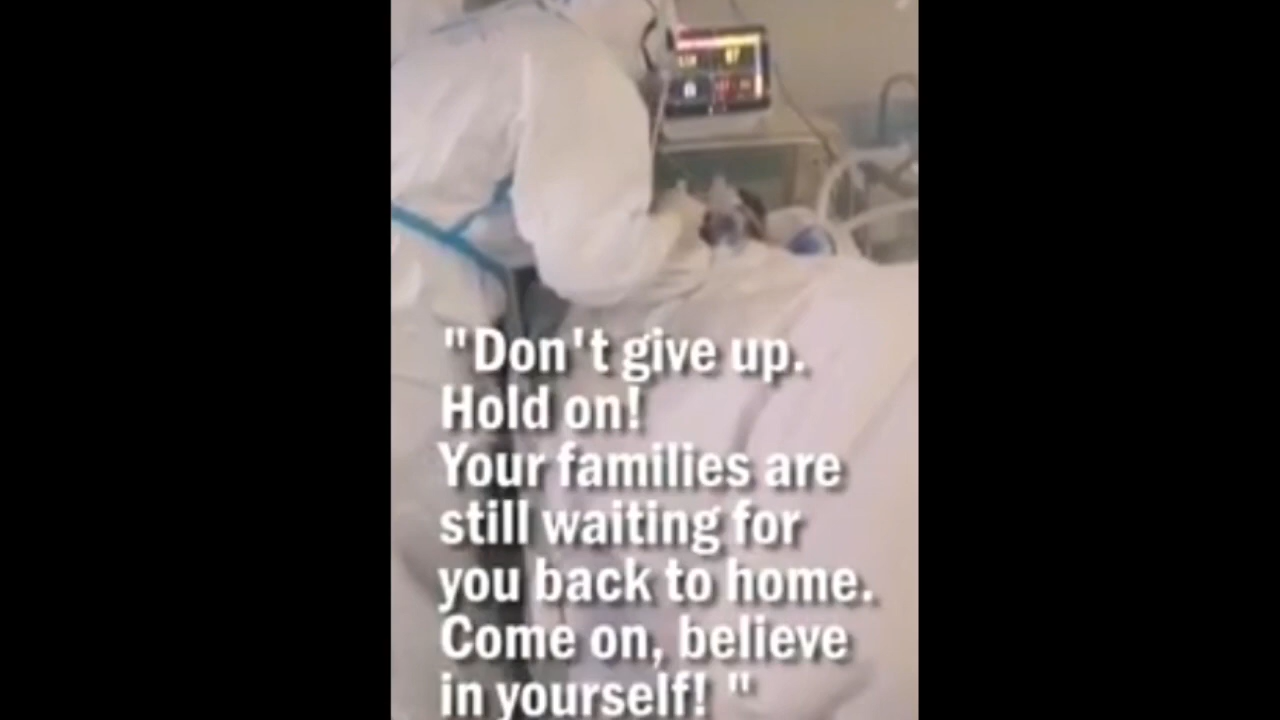 "Don't give up.
Hold on!
Your families are
still waiting for
you back to home.
Come on, believe
in yourself! "